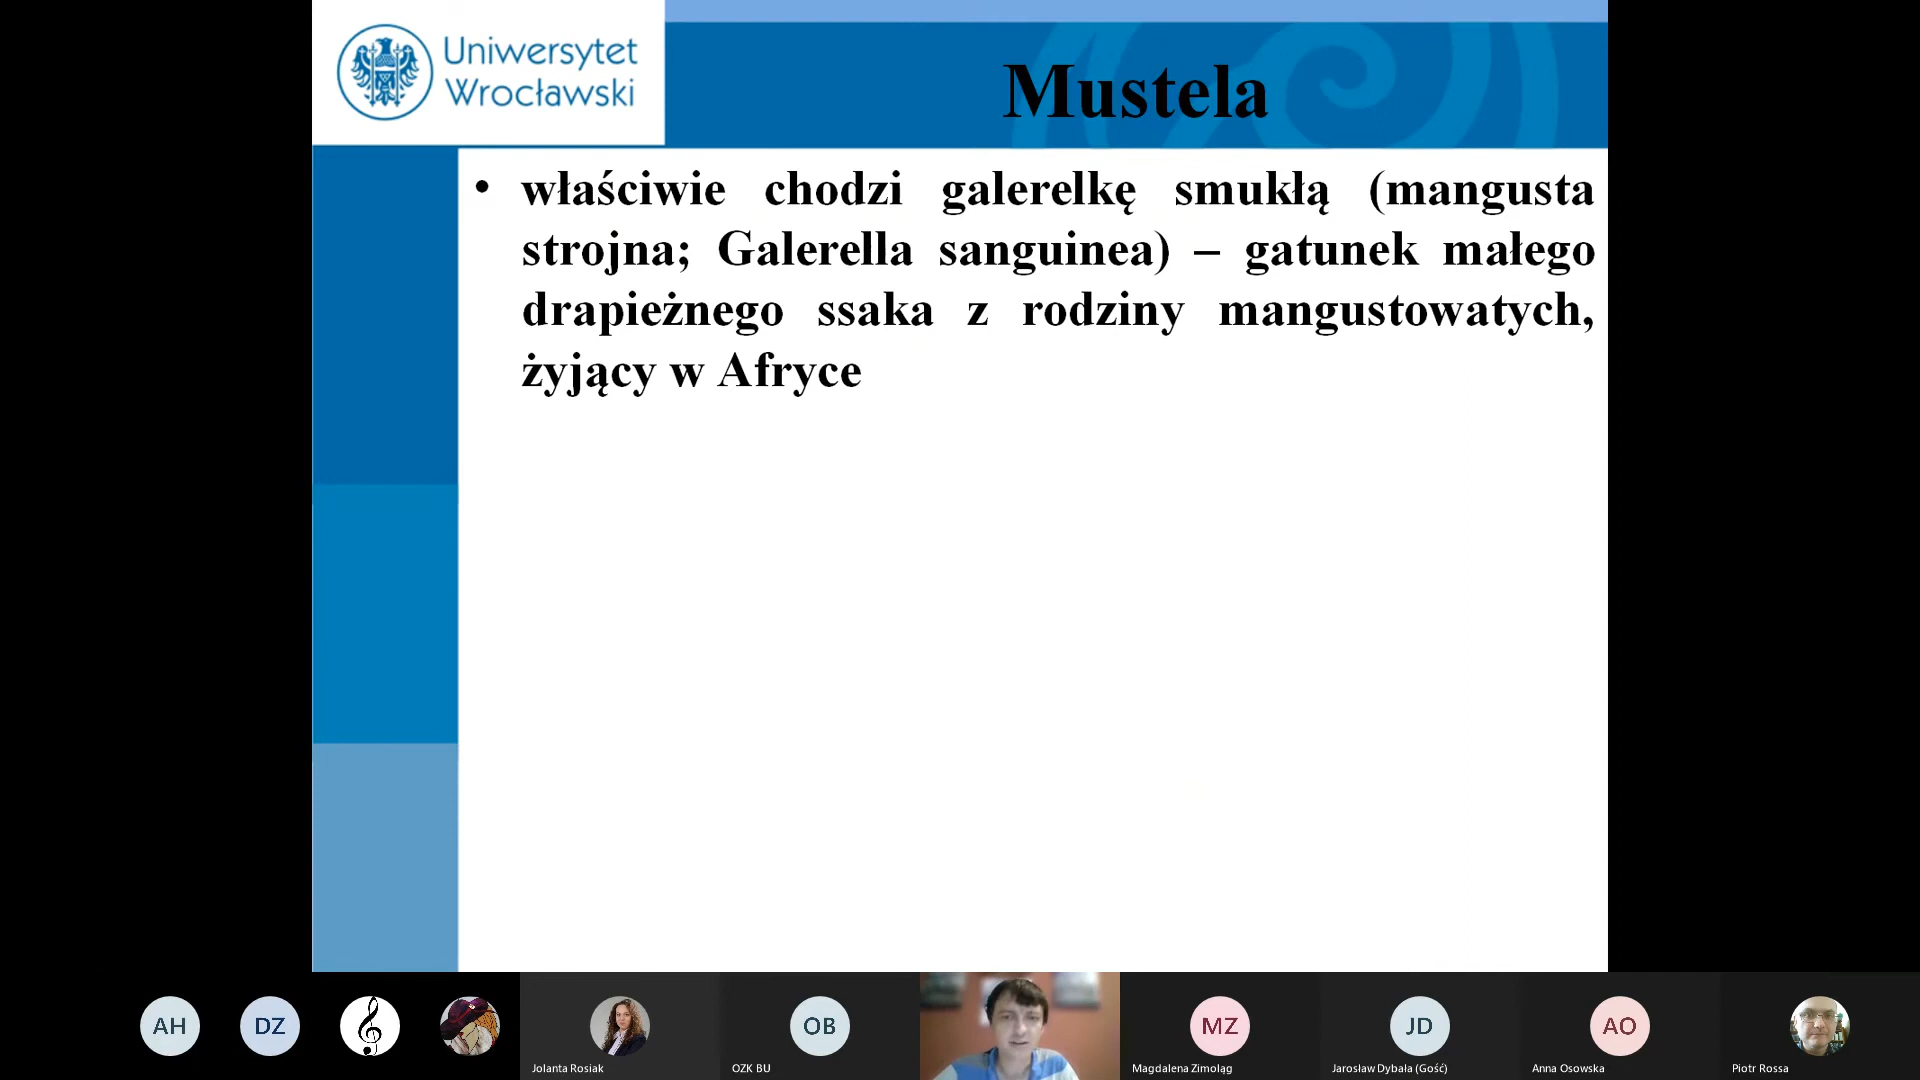 Uniwersytet
Wrocławski
Mustela
• właściwie chodzi galerelkę smukłą (mangusta
strojna; Galerella sanguinea) – gatunek małego
drapieżnego ssaka z rodziny mangustowatych,
żyjący w Afryce
AH
DZ
OB
MZ
JD
AO
Jolanta Rosiak
OZK BU
Magdalena Zimoląg
Jarosław Dybała (Gość)
Anna Osowska
Piotr Rossa